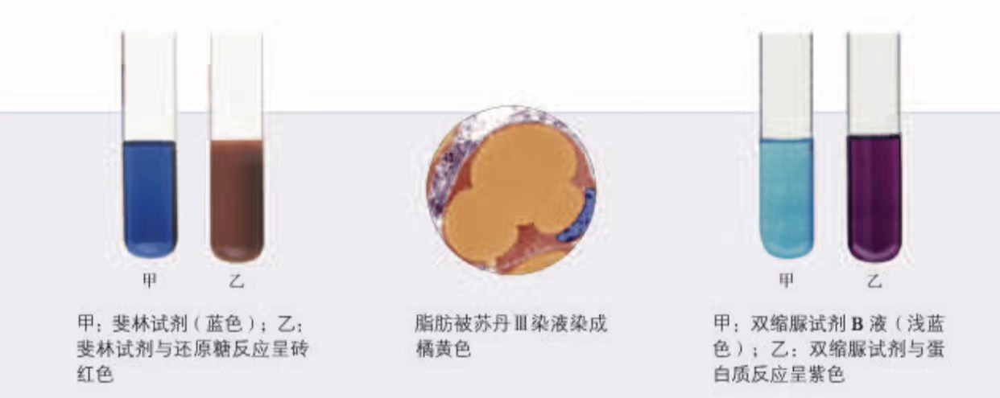 甲
乙
甲
乙
甲：斐林试剂（蓝色）；乙：
斐林试剂与还原糖反应呈砖
红色
脂肪被苏丹Ⅲ染液染成
橘黄色
甲：双缩脲试剂 B 液（浅蓝
色）；乙：双缩脲试剂与蛋
白质反应呈紫色